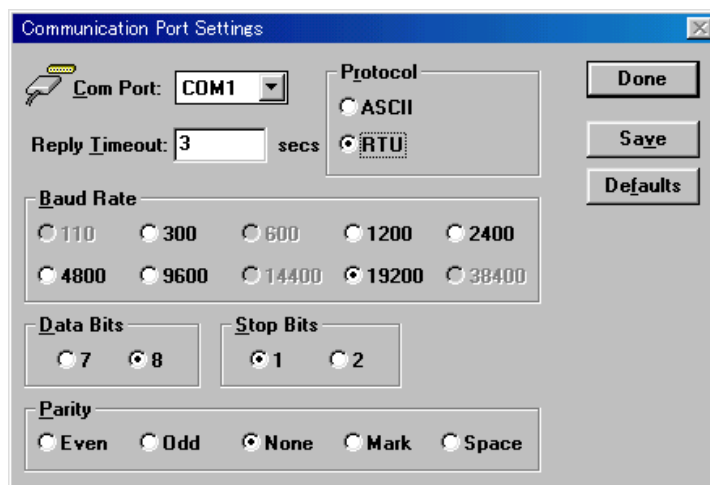 Communication Port Settings
Com Port: COM1
Reply Timeout: 3 secs
Protocol
ASCII
RTU
Done
Save
Defaults
Baud Rate
110 300 600 1200 2400
4800 9600 14400 19200 38400
Data Bits
7 8
Stop Bits
1 2
Parity
Even Odd None Mark Space